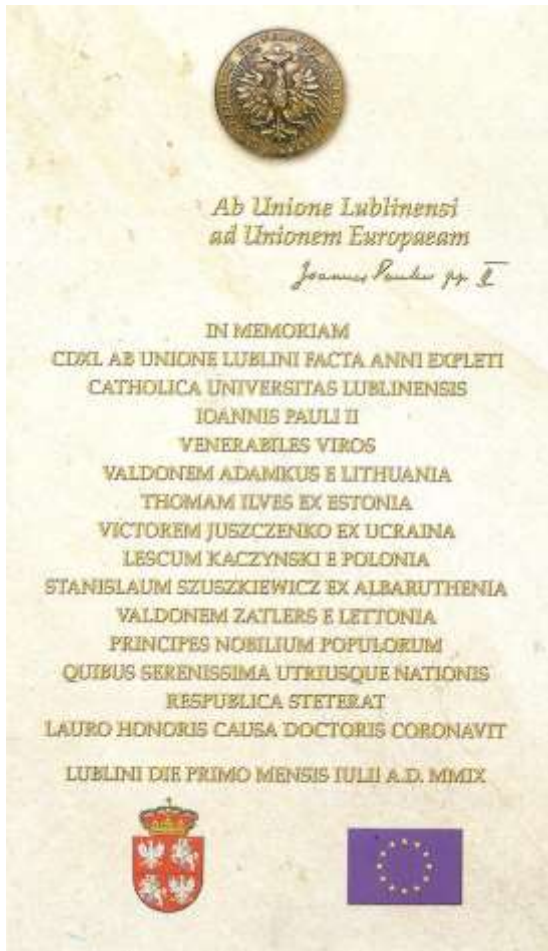 Ab Unione Lublinensi
ad Unionem Europaeam
Joannes Paulus pp. II
IN MEMORIAM
CDXL AB UNIONE LUBLINI FACTA ANNI EXPLETI
CATHOLICA UNIVERSITAS LUBLINENSIS
IOANNIS PAULI II
VENERABILES VIROS
VALDONEM ADAMKUS E LITHUANIA
THOMAM ILVES EX ESTONIA
VICTOREM JUSZCZENKO EX UCRAINA
LESCUM KACZYNSKI E POLONIA
STANISLAUM SZUSZKIEWICZ EX ALBARUTHENIA
VALDONEM ZATLERS E LETTONIA
PRINCIPES NOBILIUM POPULORUM
QUIBUS SERENISSIMA UTRIUSQUE NATIONIS
RESPUBLICA STETERAT
LAURO HONORIS CAUSA DOCTORIS CORONAVIT
LUBLINI DIE PRIMO MENSIS IULII A.D. MMIX